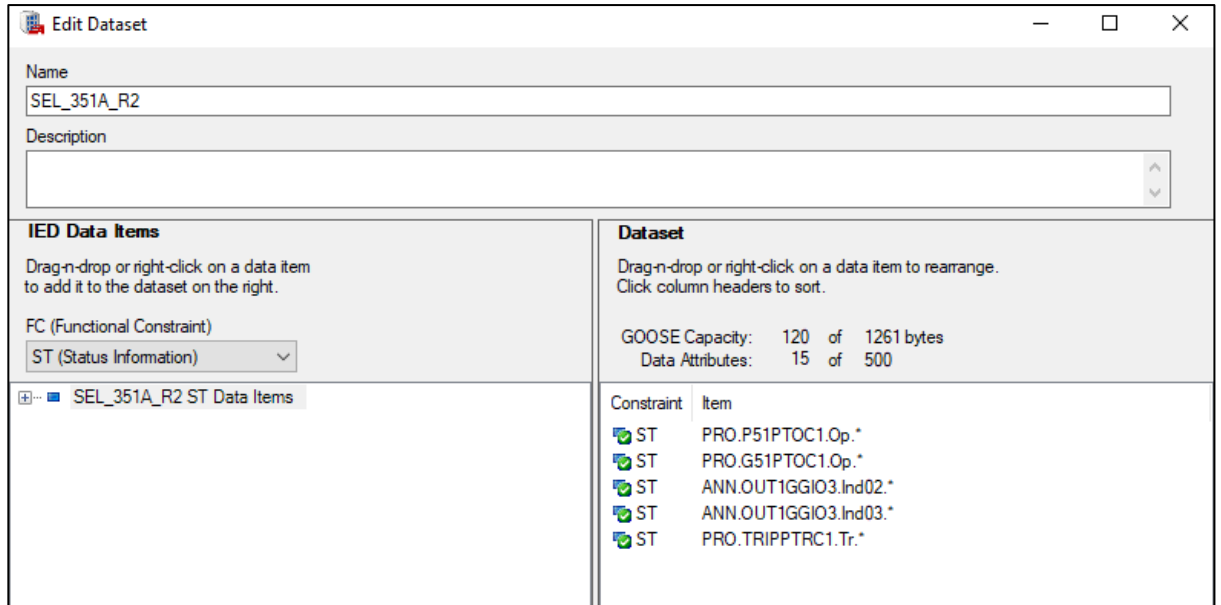 Edit Dataset
Name
SEL_351A_R2
Description
IED Data Items
Drag-n-drop or right-click on a data item
to add it to the dataset on the right.
FC (Functional Constraint)
ST (Status Information)
SEL_351A_R2 ST Data Items
Dataset
Drag-n-drop or right-click on a data item to rearrange.
Click column headers to sort.
GOOSE Capacity: 120 of 1261 bytes
Data Attributes: 15 of 500
Constraint Item
ST PRO.P51PTOC1.Op.*
ST PRO.G51PTOC1.Op.*
ST ANN.OUT1GGIO3.Ind02.*
ST ANN.OUT1GGIO3.Ind03.*
ST PRO.TRIPPTRC1.Tr.*